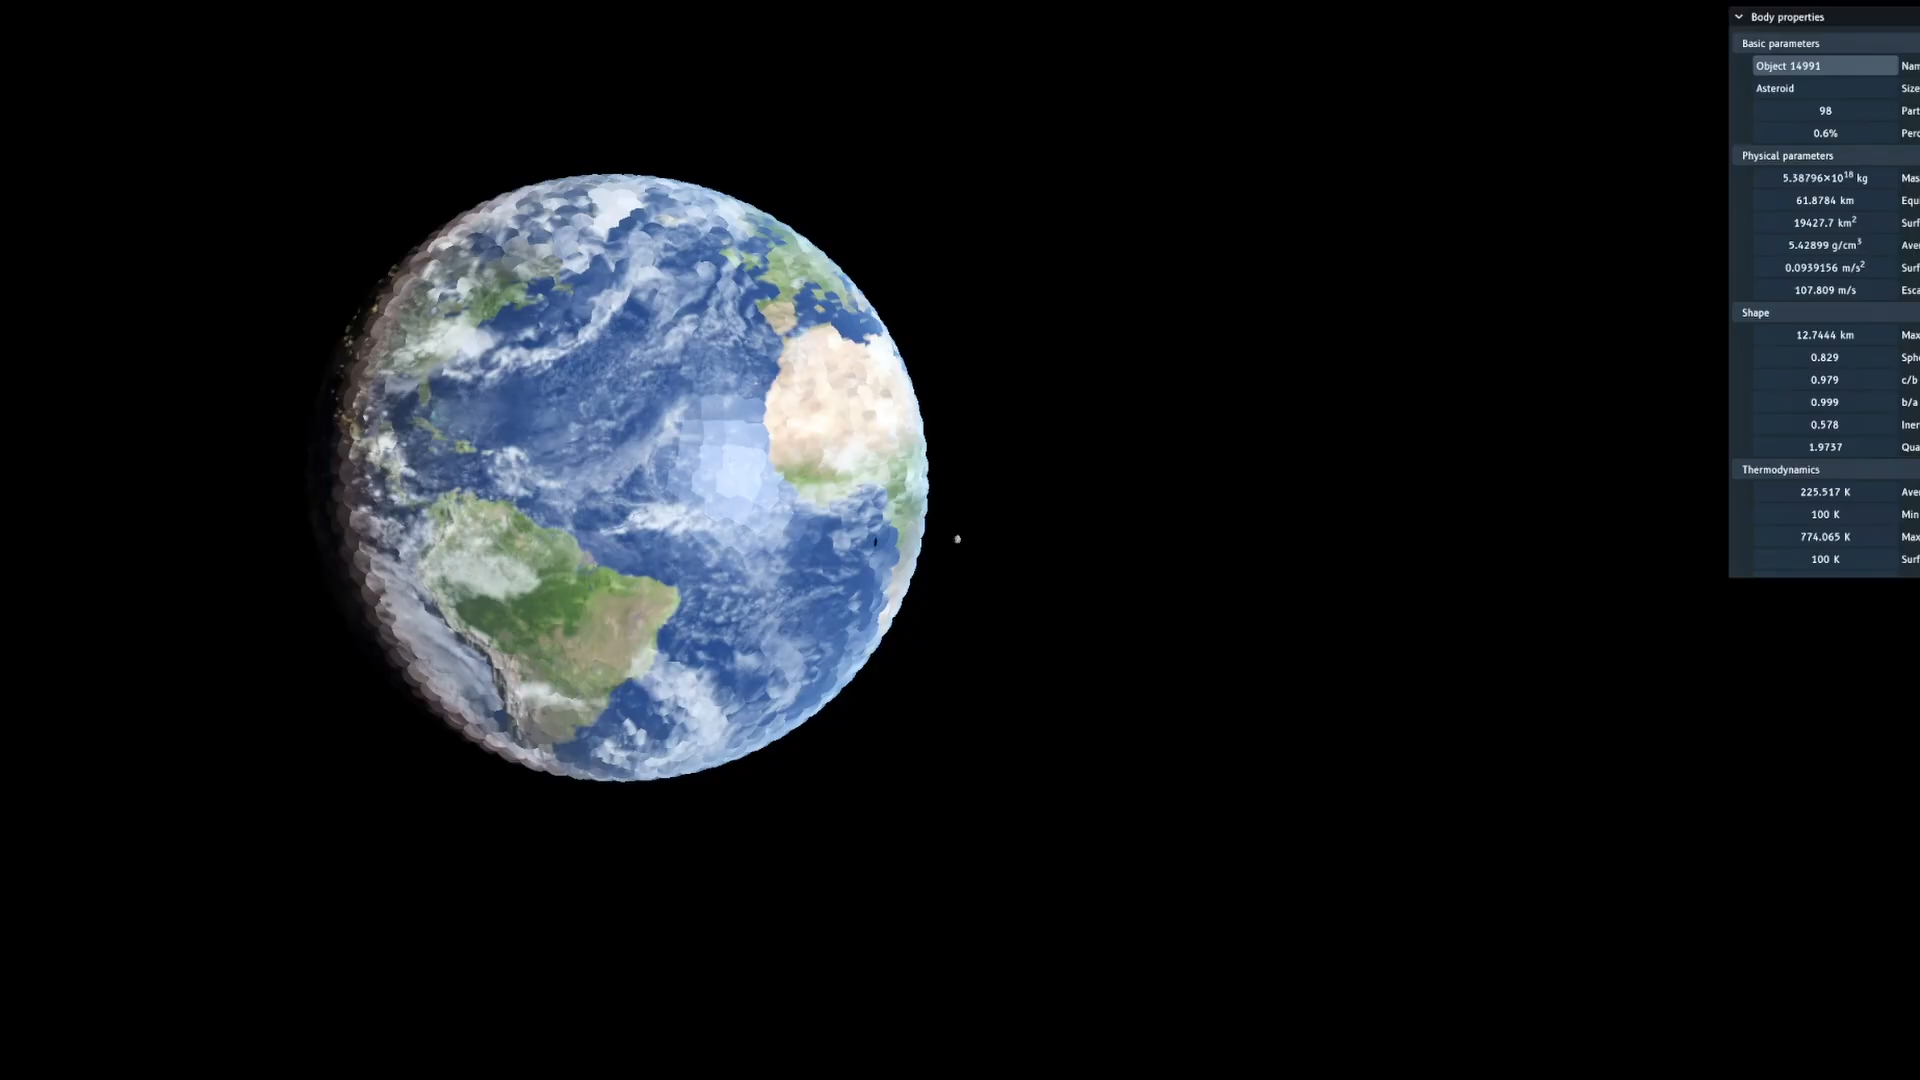 Body properties
Basic parameters
Object 14991 Nam
Asteroid Size
98 Part
0.6% Perc
Physical parameters
5.38796×10¹⁸ kg Mas
61.8784 km Equ
19427.7 km² Surf
5.42899 g/cm³ Ave
0.0939156 m/s² Surf
107.809 m/s Esca
Shape
12.7444 km Max
0.829 Sph
0.979 c/b
0.999 b/a
0.578 Iner
1.9737 Qua
Thermodynamics
225.517 K Ave
100 K Min
774.065 K Max
100 K Surf